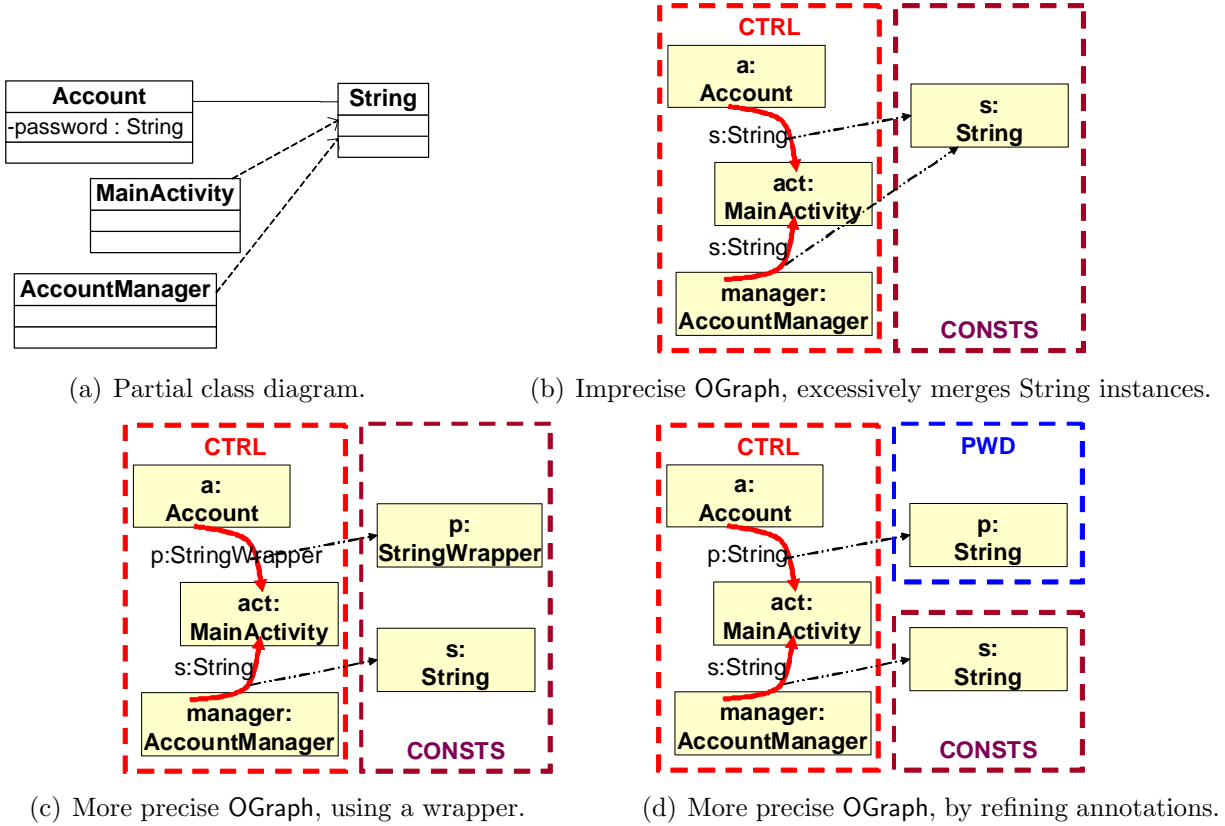 Account
-password : String
String
MainActivity
AccountManager
(a) Partial class diagram.
CTRL
a:
Account
s:String
act:
MainActivity
s:String
manager:
AccountManager
s:
String
CONSTS
(b) Imprecise OGraph, excessively merges String instances.
CTRL
a:
Account
p:StringWrapper
act:
MainActivity
s:String
manager:
AccountManager
p:
StringWrapper
s:
String
CONSTS
(c) More precise OGraph, using a wrapper.
CTRL
a:
Account
p:String
act:
MainActivity
s:String
manager:
AccountManager
PWD
p:
String
s:
String
CONSTS
(d) More precise OGraph, by refining annotations.